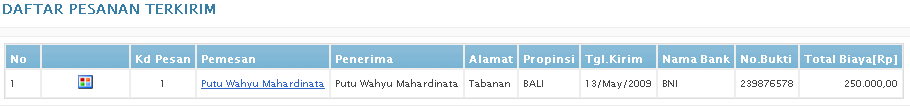 DAFTAR PESANAN TERKIRIM
No Kd Pesan Pemesan Penerima Alamat Propinsi Tgl.Kirim Nama Bank No.Bukti Total Biaya[Rp]
1 1 Putu Wahyu Mahardinata Putu Wahyu Mahardinata Tabanan BALI 13/May/2009 BNI 239876578 250.000,00